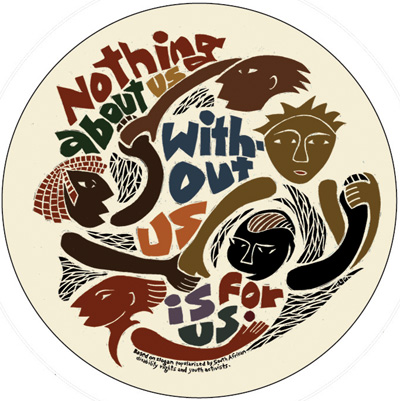 Nothing
about us
With-
out
us
is for
us.
Based on slogan popularized by South African
disability rights and youth activists.